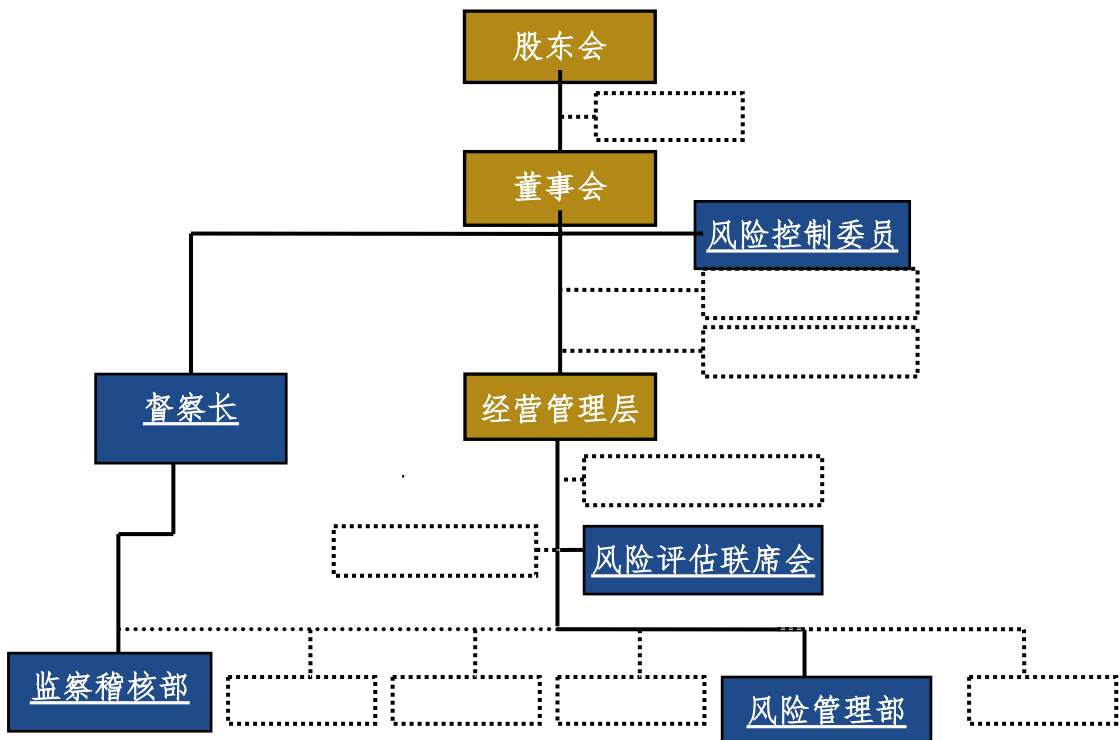 股东会
董事会
风险控制委员
督察长
经营管理层
风险评估联席会
监察稽核部
风险管理部